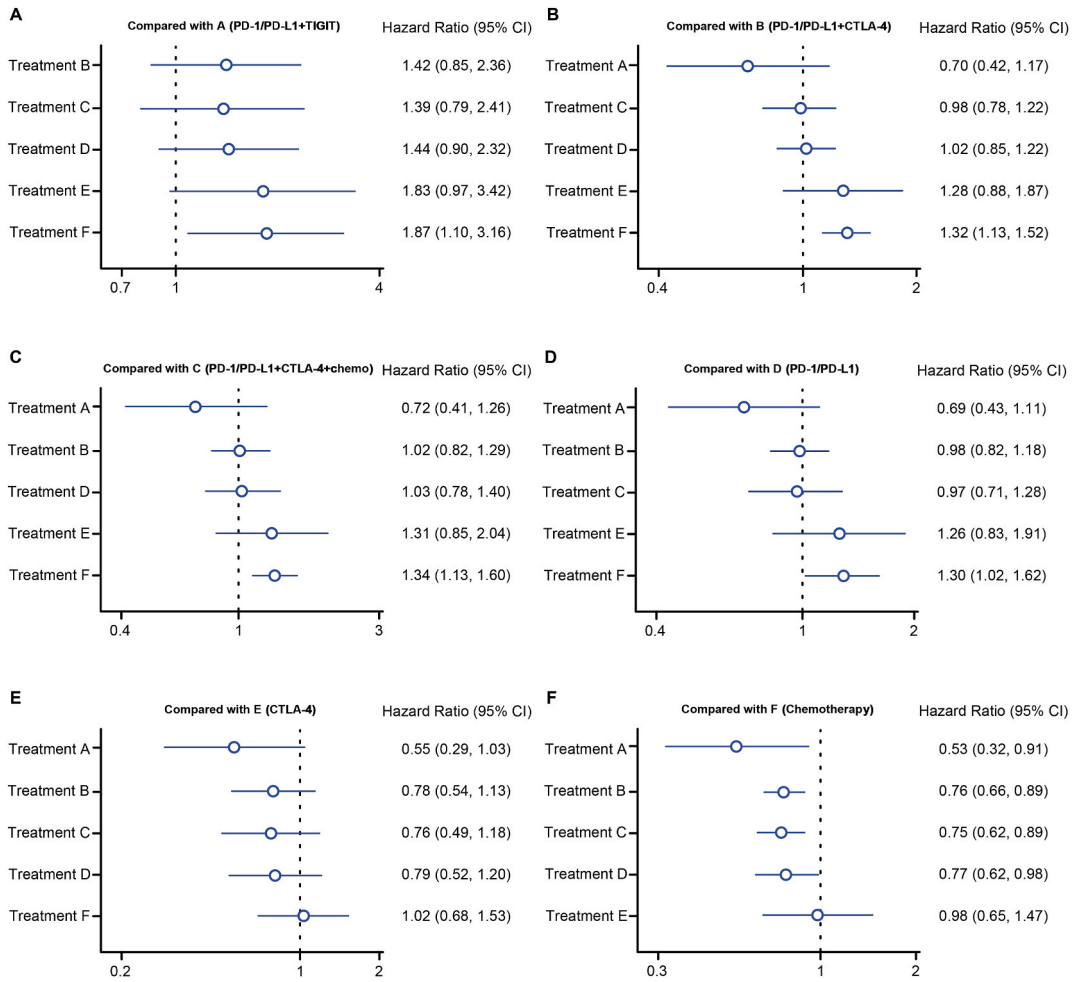 A
Compared with A (PD-1/PD-L1+TIGIT) Hazard Ratio (95% CI)
Treatment B 1.42 (0.85, 2.36)
Treatment C 1.39 (0.79, 2.41)
Treatment D 1.44 (0.90, 2.32)
Treatment E 1.83 (0.97, 3.42)
Treatment F 1.87 (1.10, 3.16)
0.7 1 4
B
Compared with B (PD-1/PD-L1+CTLA-4) Hazard Ratio (95% CI)
Treatment A 0.70 (0.42, 1.17)
Treatment C 0.98 (0.78, 1.22)
Treatment D 1.02 (0.85, 1.22)
Treatment E 1.28 (0.88, 1.87)
Treatment F 1.32 (1.13, 1.52)
0.4 1 2
C
Compared with C (PD-1/PD-L1+CTLA-4+chemo) Hazard Ratio (95% CI)
Treatment A 0.72 (0.41, 1.26)
Treatment B 1.02 (0.82, 1.29)
Treatment D 1.03 (0.78, 1.40)
Treatment E 1.31 (0.85, 2.04)
Treatment F 1.34 (1.13, 1.60)
0.4 1 3
D
Compared with D (PD-1/PD-L1) Hazard Ratio (95% CI)
Treatment A 0.69 (0.43, 1.11)
Treatment B 0.98 (0.82, 1.18)
Treatment C 0.97 (0.71, 1.28)
Treatment E 1.26 (0.83, 1.91)
Treatment F 1.30 (1.02, 1.62)
0.4 1 2
E
Compared with E (CTLA-4) Hazard Ratio (95% CI)
Treatment A 0.55 (0.29, 1.03)
Treatment B 0.78 (0.54, 1.13)
Treatment C 0.76 (0.49, 1.18)
Treatment D 0.79 (0.52, 1.20)
Treatment F 1.02 (0.68, 1.53)
0.2 1 2
F
Compared with F (Chemotherapy) Hazard Ratio (95% CI)
Treatment A 0.53 (0.32, 0.91)
Treatment B 0.76 (0.66, 0.89)
Treatment C 0.75 (0.62, 0.89)
Treatment D 0.77 (0.62, 0.98)
Treatment E 0.98 (0.65, 1.47)
0.3 1 2